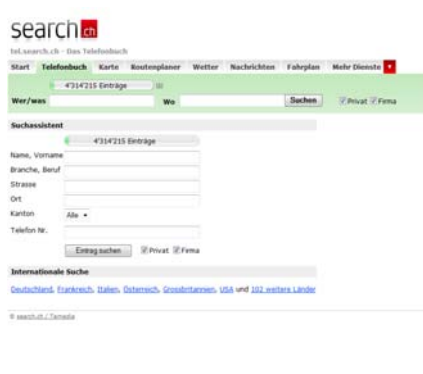 search ch
tel.search.ch - Das Telefonbuch
Start Telefonbuch Karte Routenplaner Wetter Nachrichten Fahrplan Mehr Dienste
4'314'215 Einträge
Wer/was Wo Suchen Privat Firma
Suchassistent
4'314'215 Einträge
Name, Vorname
Branche, Beruf
Strasse
Ort
Kanton Alle
Telefon Nr.
Eintrag suchen Privat Firma
Internationale Suche
Deutschland, Frankreich, Italien, Österreich, Grossbritannien, USA und 102 weitere Länder
© search.ch / Tamedia